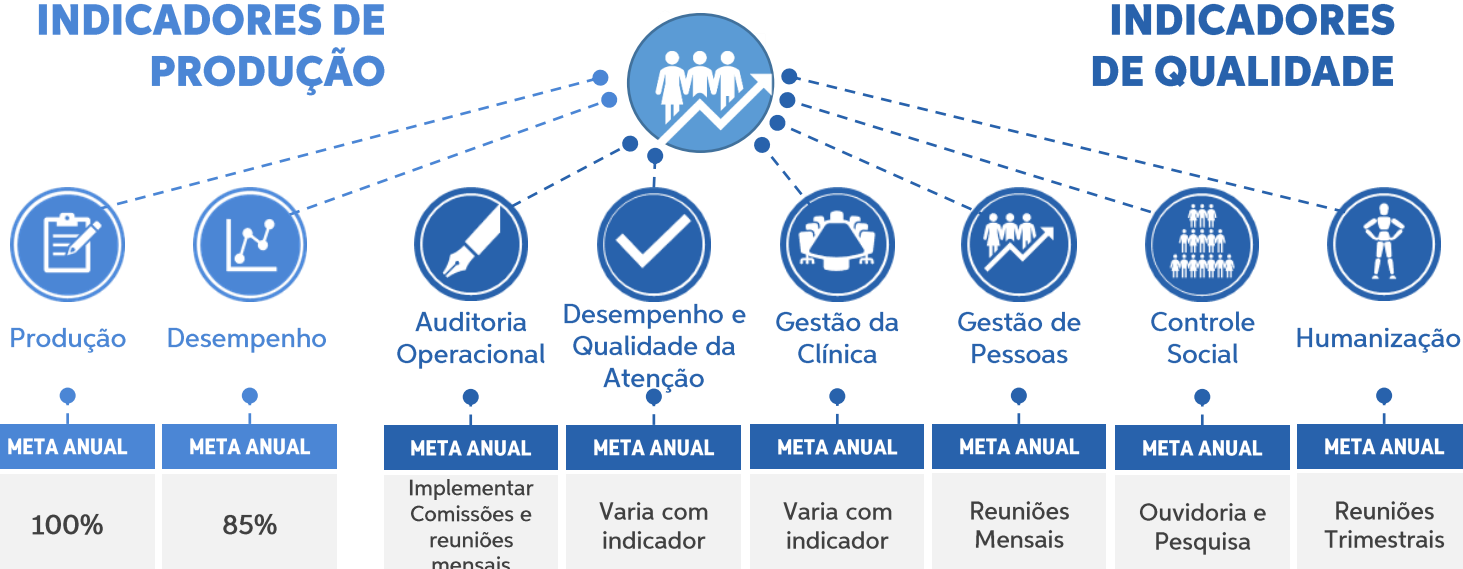 INDICADORES DE
PRODUÇÃO
INDICADORES
DE QUALIDADE
Produção
Desempenho
Auditoria
Operacional
Desempenho e
Qualidade da
Atenção
Gestão da
Clínica
Gestão de
Pessoas
Controle
Social
Humanização
META ANUAL
META ANUAL
META ANUAL
META ANUAL
META ANUAL
META ANUAL
META ANUAL
META ANUAL
100%
85%
Implementar
Comissões e
reuniões
mensais
Varia com
indicador
Varia com
indicador
Reuniões
Mensais
Ouvidoria e
Pesquisa
Reuniões
Trimestrais